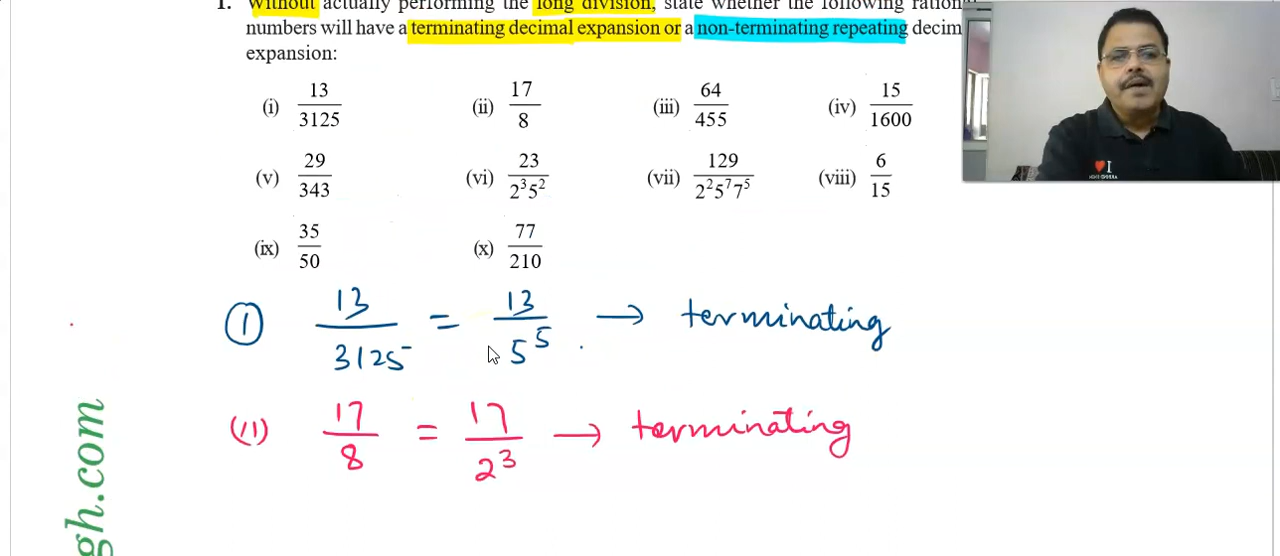 1. Without actually performing the long division, state whether the following ration
numbers will have a terminating decimal expansion or a non-terminating repeating decim
expansion:
(i) 13/3125 (ii) 17/8 (iii) 64/455 (iv) 15/1600
(v) 29/343 (vi) 23/2³5² (vii) 129/2²5⁷7⁵ (viii) 6/15
(ix) 35/50 (x) 77/210
① 13/3125 = 13/5⁵ → terminating
(11) 17/8 = 17/2³ → terminating
gh.com
I